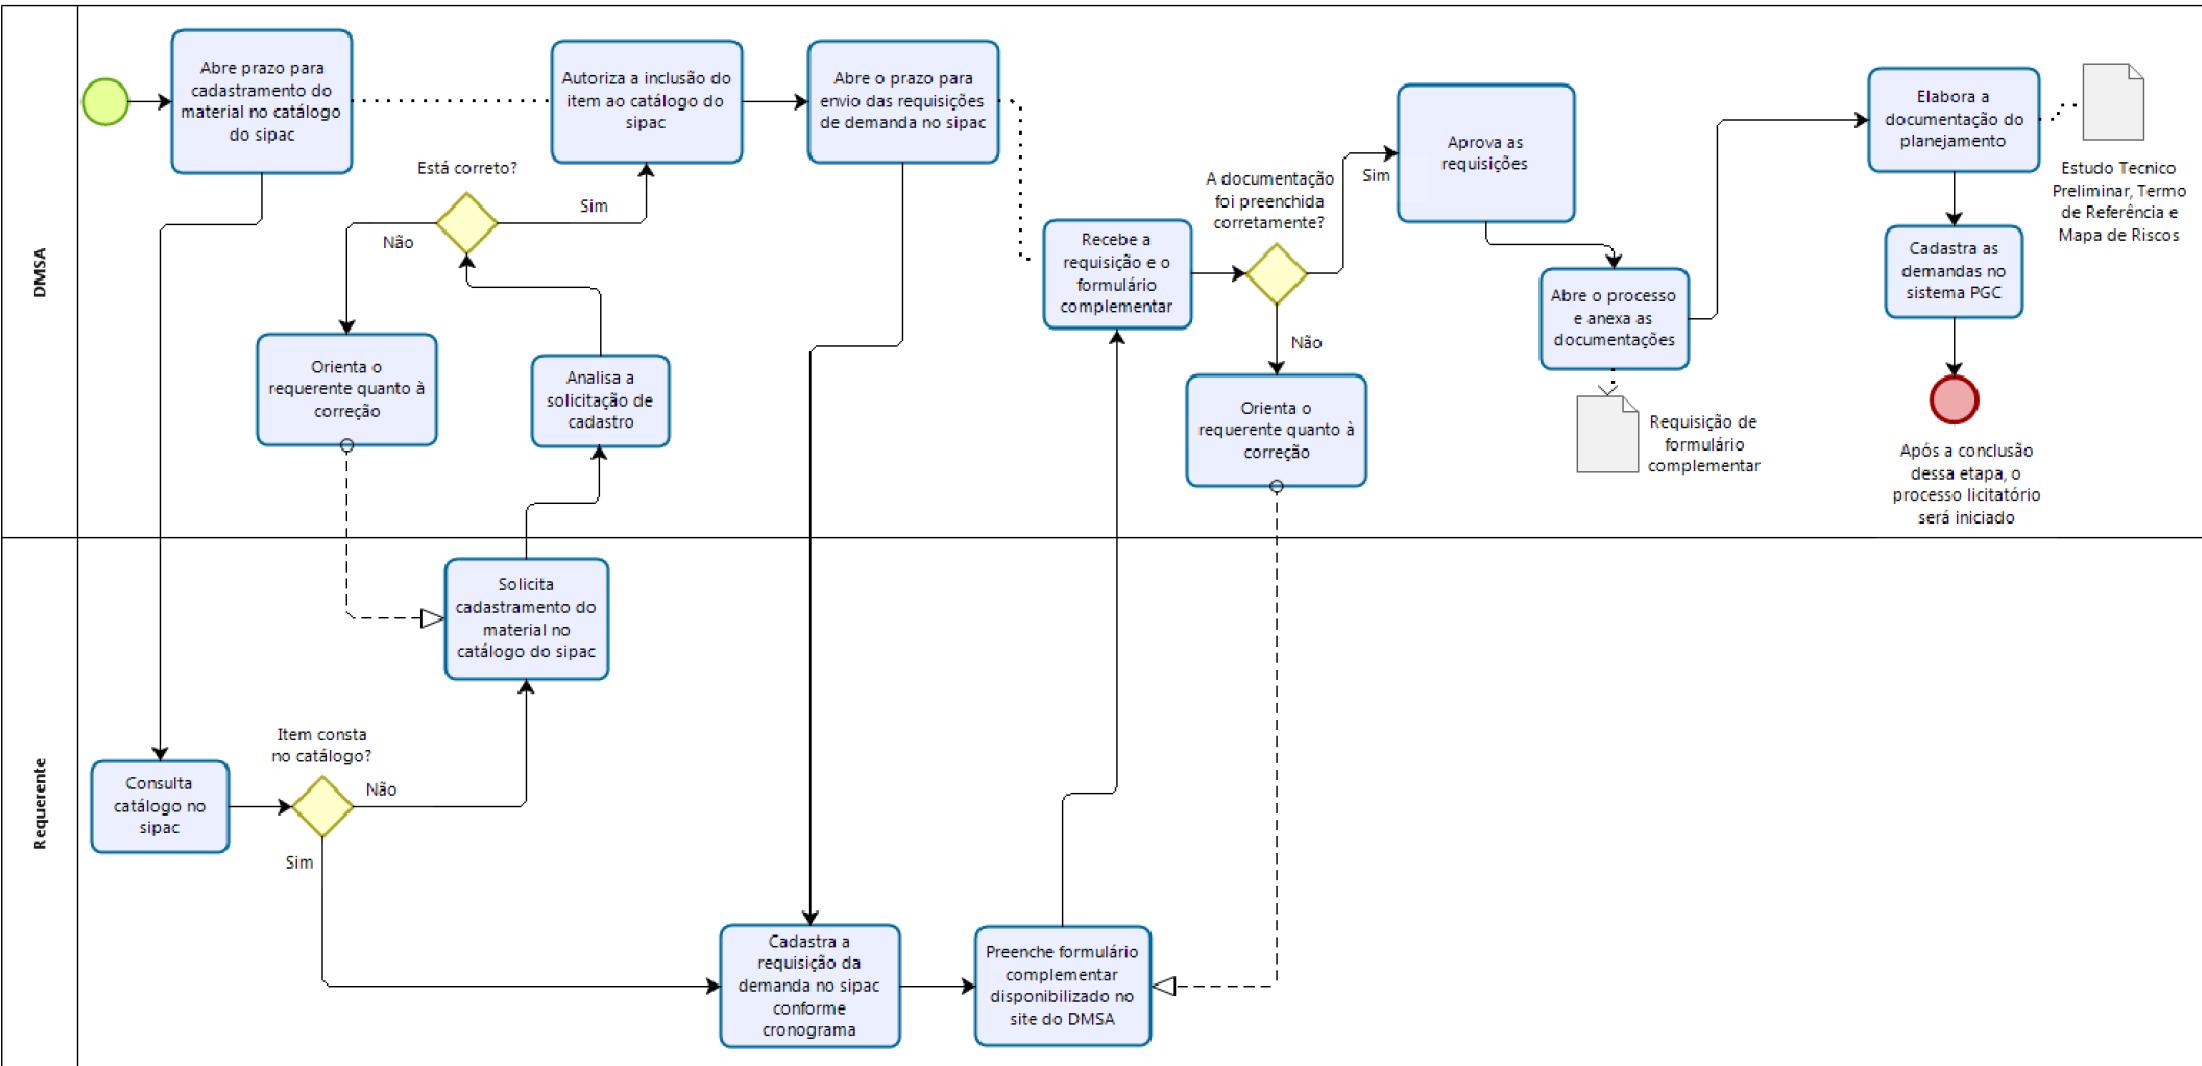 DMSA
Abre prazo para
cadastramento do
material no catálogo
do sipac
Autoriza a inclusão do
item ao catálogo do
sipac
Abre o prazo para
envio das requisições
de demanda no sipac
Está correto?
Sim
Não
Orienta o
requerente quanto à
correção
Analisa a
solicitação de
cadastro
Recebe a
requisição e o
formulário
complementar
A documentação
foi preenchida
corretamente?
Sim
Não
Orienta o
requerente quanto à
correção
Aprova as
requisições
Abre o processo
e anexa as
documentações
Requisição de
formulário
complementar
Elabora a
documentação do
planejamento
Estudo Tecnico
Preliminar, Termo
de Referência e
Mapa de Riscos
Cadastra as
demandas no
sistema PGC
Após a conclusão
dessa etapa, o
processo licitatório
será iniciado
Requerente
Solicita
cadastramento do
material no
catálogo do sipac
Consulta
catálogo no
sipac
Item consta
no catálogo?
Não
Sim
Cadastra a
requisição da
demanda no sipac
conforme
cronograma
Preenche formulário
complementar
disponibilizado no
site do DMSA